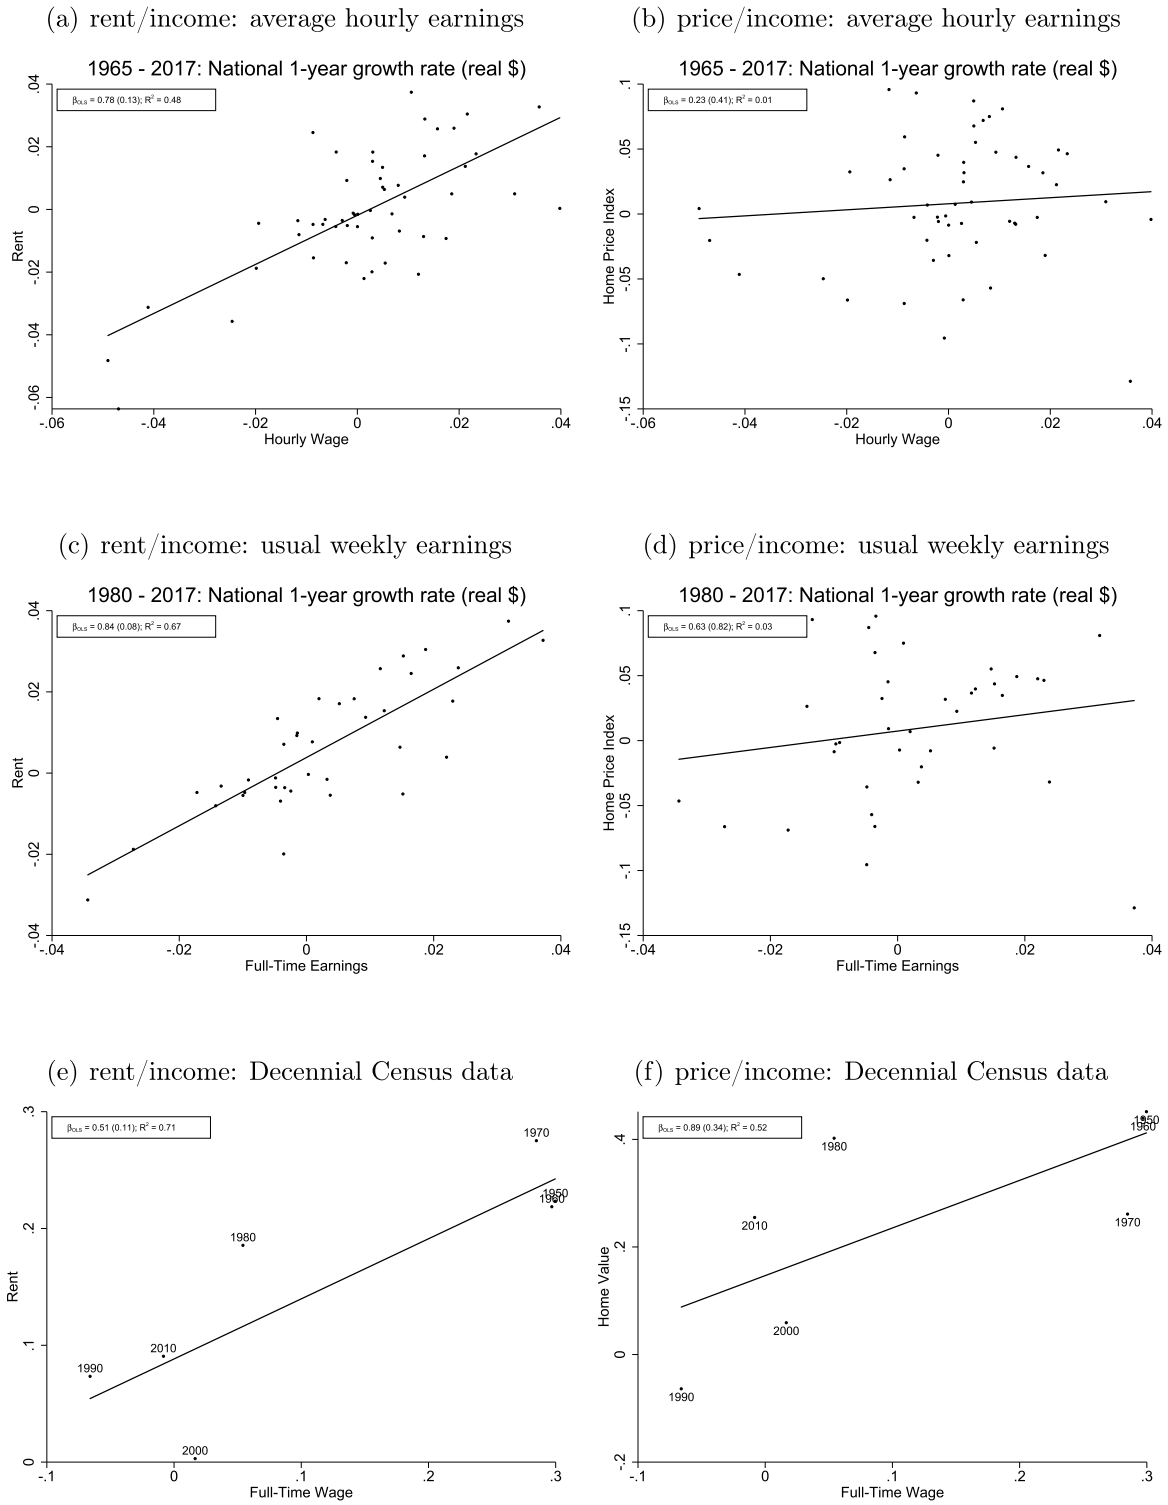 (a) rent/income: average hourly earnings
1965 - 2017: National 1-year growth rate (real $)
βOLS = 0.78 (0.13); R² = 0.48
Rent
.04
.02
0
-.02
-.04
-.06
-.06 -.04 -.02 0 .02 .04
Hourly Wage
(b) price/income: average hourly earnings
1965 - 2017: National 1-year growth rate (real $)
βOLS = 0.23 (0.41); R² = 0.01
Home Price Index
.1
.05
0
-.05
-.1
-.15
-.06 -.04 -.02 0 .02 .04
Hourly Wage
(c) rent/income: usual weekly earnings
1980 - 2017: National 1-year growth rate (real $)
βOLS = 0.84 (0.08); R² = 0.67
Rent
.04
.02
0
-.02
-.04
-.04 -.02 0 .02 .04
Full-Time Earnings
(d) price/income: usual weekly earnings
1980 - 2017: National 1-year growth rate (real $)
βOLS = 0.63 (0.82); R² = 0.03
Home Price Index
.1
.05
0
-.05
-.1
-.15
-.04 -.02 0 .02 .04
Full-Time Earnings
(e) rent/income: Decennial Census data
βOLS = 0.51 (0.11); R² = 0.71
Rent
.3
.2
.1
0
1970
1950
1960
1980
2010
1990
2000
-.1 0 .1 .2 .3
Full-Time Wage
(f) price/income: Decennial Census data
βOLS = 0.89 (0.34); R² = 0.52
Home Value
.4
.2
0
-.2
1950
1960
1980
1970
2010
2000
1990
-.1 0 .1 .2 .3
Full-Time Wage